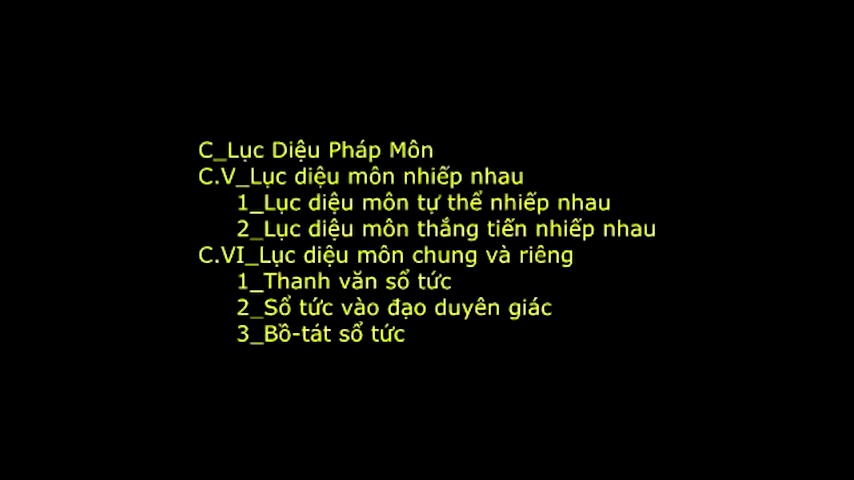 C_Lục Diệu Pháp Môn
C.V_Lục diệu môn nhiếp nhau
1_Lục diệu môn tự thể nhiếp nhau
2_Lục diệu môn thắng tiến nhiếp nhau
C.VI_Lục diệu môn chung và riêng
1_Thanh văn sổ tức
2_Sổ tức vào đạo duyên giác
3_Bồ-tát sổ tức